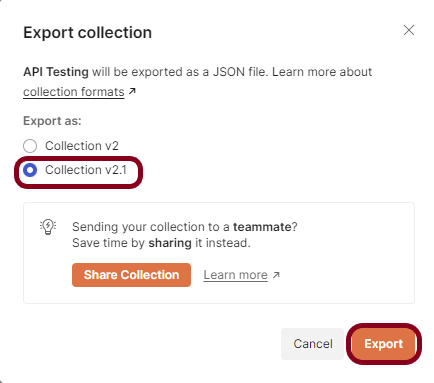 Export collection
API Testing will be exported as a JSON file. Learn more about
collection formats ↗
Export as:
Collection v2
Collection v2.1
Sending your collection to a teammate?
Save time by sharing it instead.
Share Collection Learn more ↗
Cancel Export